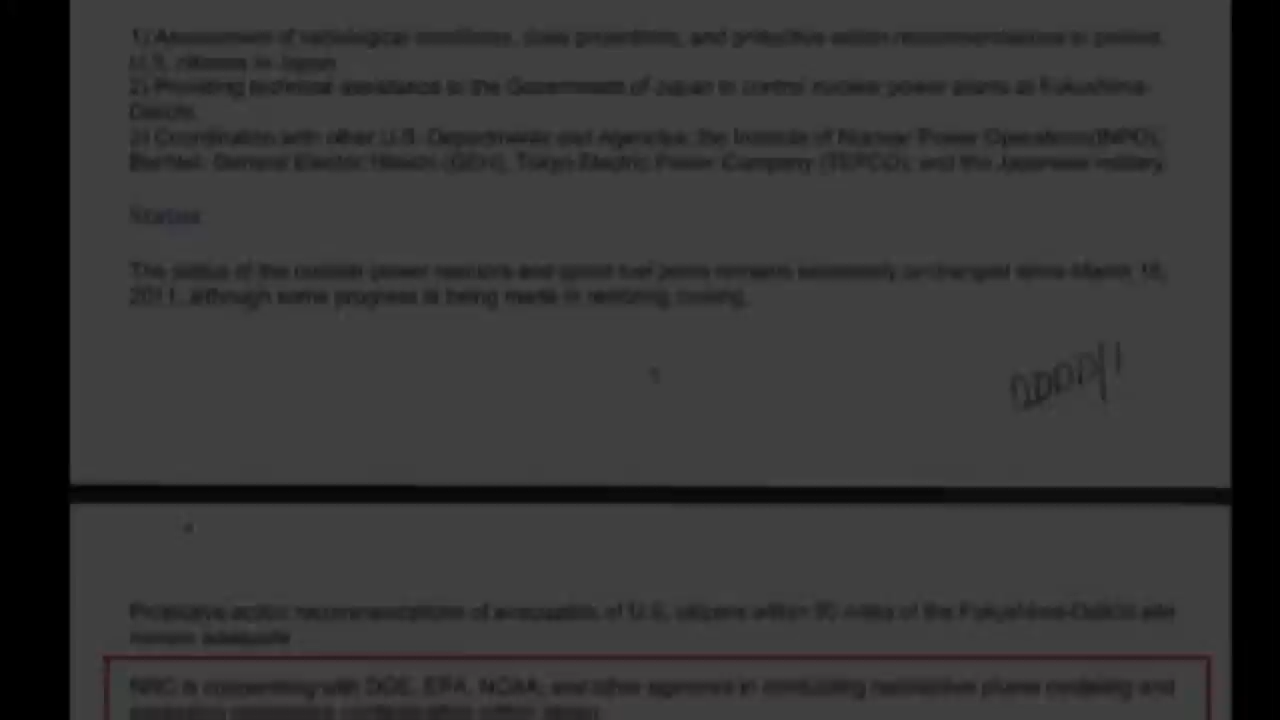 1) Assessment of radiological conditions, dose projections, and protective action recommendations to protect
U.S. citizens in Japan
2) Providing technical assistance to the Government of Japan to control nuclear power plants at Fukushima-
Daiichi.
3) Coordination with other U.S. Departments and Agencies, the Institute of Nuclear Power Operations(INPO),
Bechtel, General Electric Hitachi (GEH), Tokyo Electric Power Company (TEPCO), and the Japanese military.
Status
The status of the nuclear power reactors and spent fuel pools remains unchanged since March
2011, although some progress is being made in restoring cooling.
Protective action recommendations of evacuation of U.S. citizens within 50 miles of the Fukushima-Daiichi site
remain adequate
NRC is with DOE, EPA, NOAA, and other agencies in conducting radioactive plume modeling and